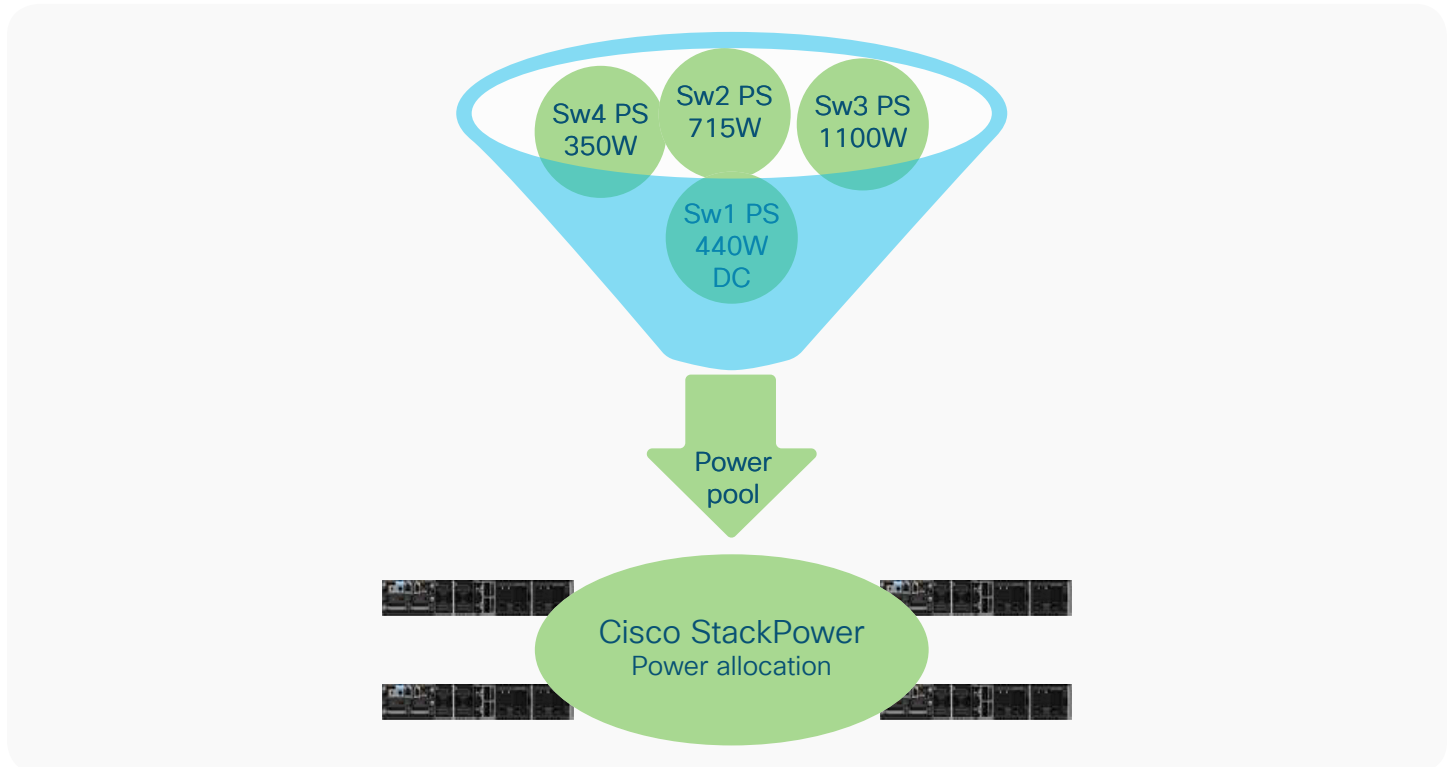 Sw4 PS
350W
Sw2 PS
715W
Sw3 PS
1100W
Sw1 PS
440W
DC
Power
pool
Cisco StackPower
Power allocation